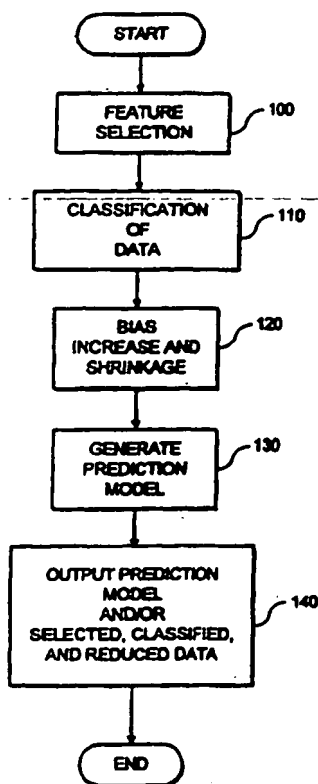 START
FEATURE
SELECTION
100
CLASSIFICATION
OF
DATA
110
BIAS
INCREASE AND
SHRINKAGE
120
GENERATE
PREDICTION
MODEL
130
OUTPUT PREDICTION
MODEL
AND/OR
SELECTED, CLASSIFIED,
AND REDUCED DATA
140
END